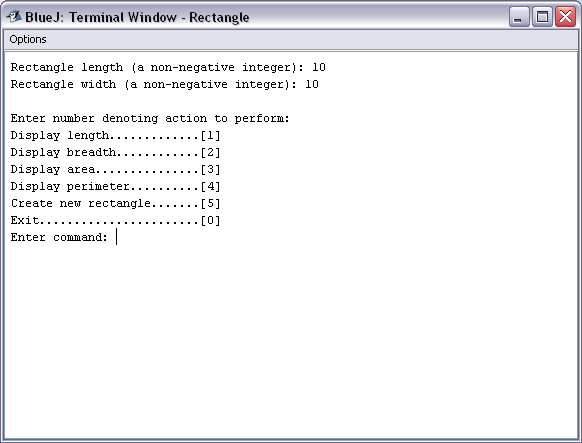 BlueJ: Terminal Window - Rectangle
Options
Rectangle length (a non-negative integer): 10
Rectangle width (a non-negative integer): 10
Enter number denoting action to perform:
Display length.............[1]
Display breadth............[2]
Display area...............[3]
Display perimeter..........[4]
Create new rectangle.......[5]
Exit.......................[0]
Enter command: